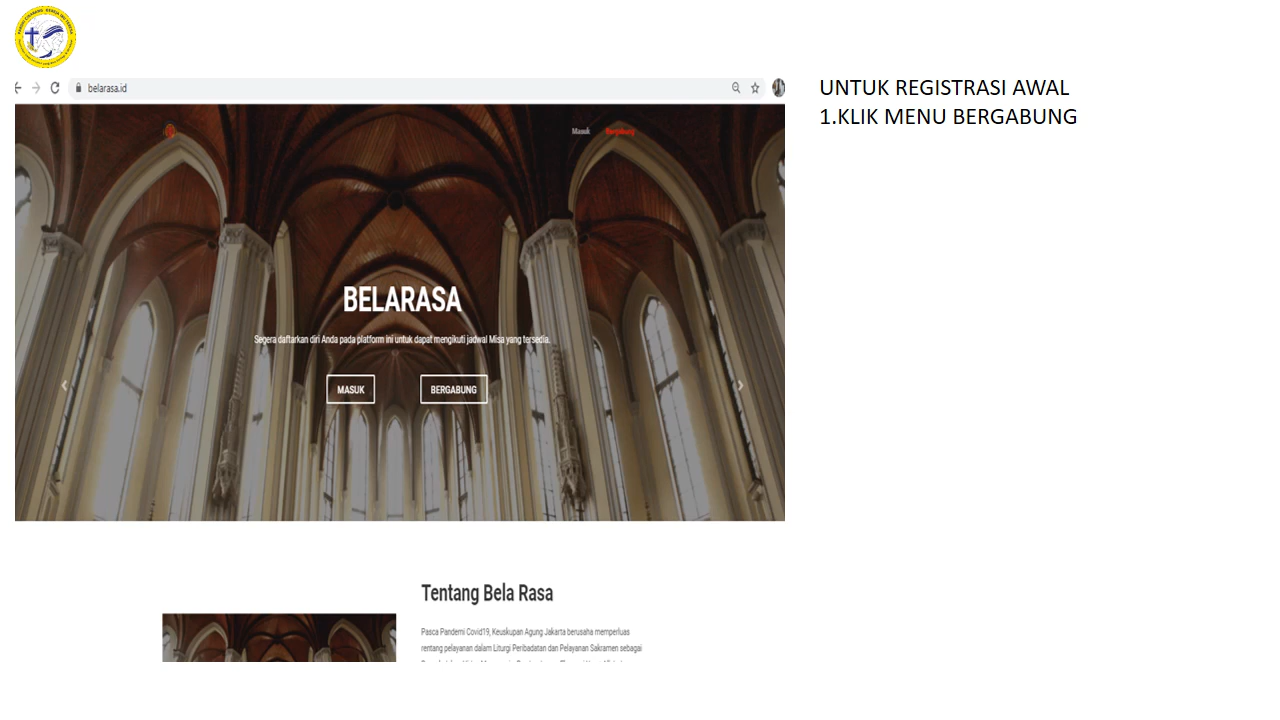 belarasa.id
Masuk Bergabung
BELARASA
Segera daftarkan diri Anda pada platform ini untuk dapat mengikuti jadwal Misa yang tersedia.
MASUK BERGABUNG
Tentang Bela Rasa
Pasca Pandemi Covid19, Keuskupan Agung Jakarta berusaha memperluas
rentang pelayanan dalam Liturgi Peribadatan dan Pelayanan Sakramen sebagai
UNTUK REGISTRASI AWAL
1.KLIK MENU BERGABUNG